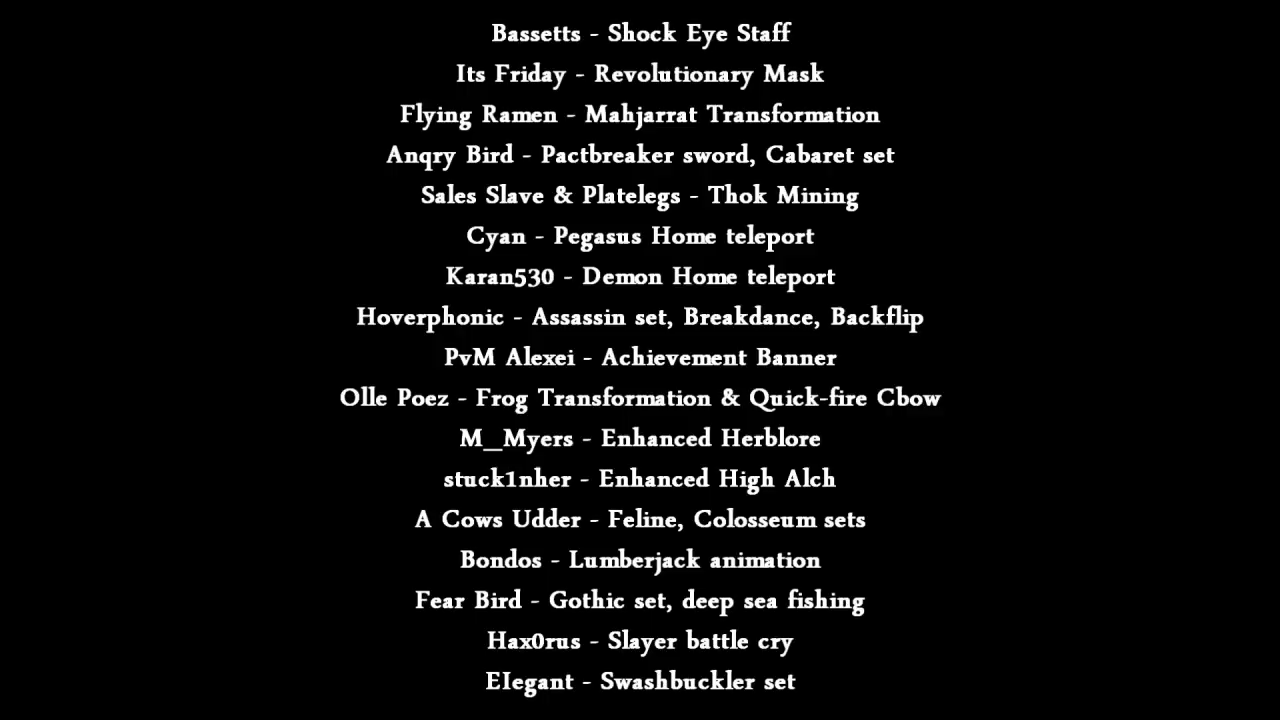 Bassetts - Shock Eye Staff
Its Friday - Revolutionary Mask
Flying Ramen - Mahjarrat Transformation
Anqry Bird - Pactbreaker sword, Cabaret set
Sales Slave & Platelegs - Thok Mining
Cyan - Pegasus Home teleport
Karan530 - Demon Home teleport
Hoverphonic - Assassin set, Breakdance, Backflip
PvM Alexei - Achievement Banner
Olle Poez - Frog Transformation & Quick-fire Cbow
M_Myers - Enhanced Herblore
stuck1nher - Enhanced High Alch
A Cows Udder - Feline, Colosseum sets
Bondos - Lumberjack animation
Fear Bird - Gothic set, deep sea fishing
Hax0rus - Slayer battle cry
EIegant - Swashbuckler set